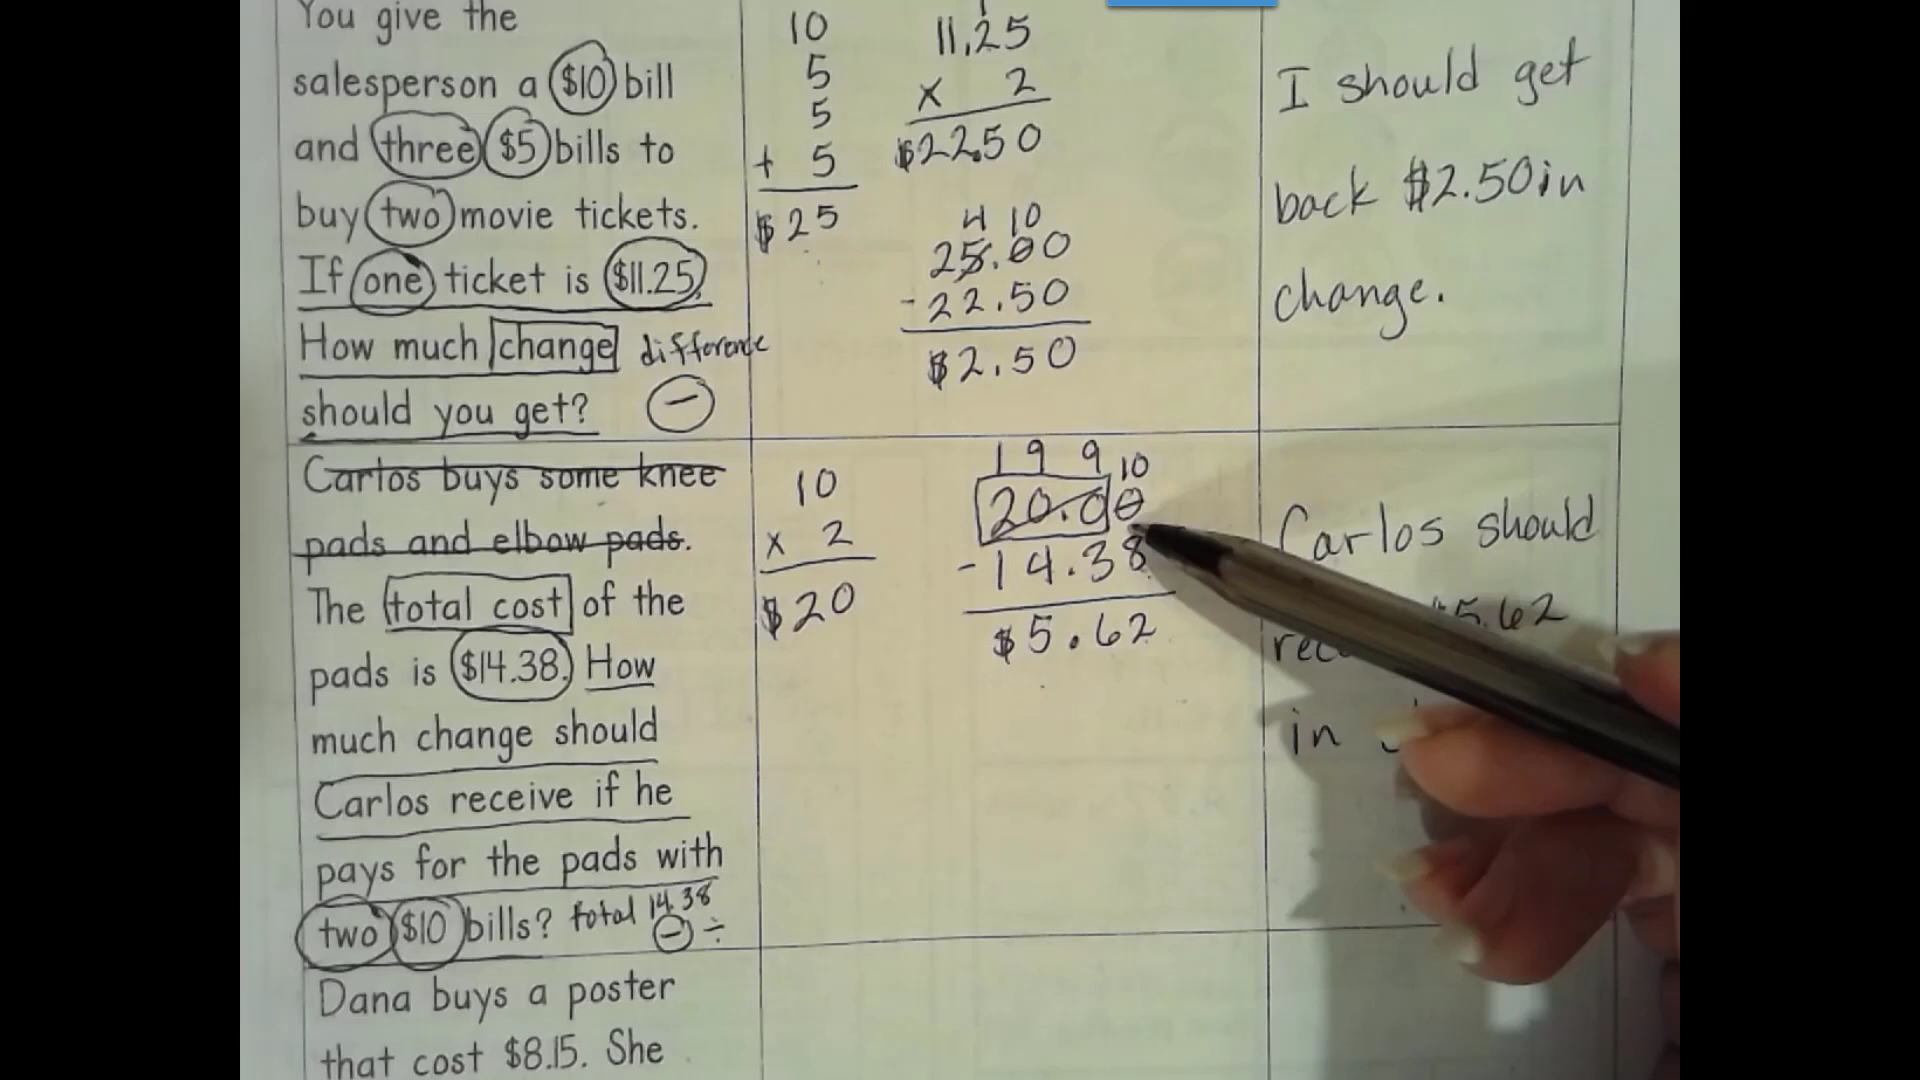 You give the
salesperson a $10 bill
and three $5 bills to
buy two movie tickets.
If one ticket is $11.25,
How much change difference
should you get? −
10
5
5
+ 5
$25
1
11.25
x 2
$22.50
4 10
25.00
-22.50
$2.50
I should get
back $2.50 in
change.
Carlos buys some knee
pads and elbow pads.
The total cost of the
pads is $14.38. How
much change should
Carlos receive if he
pays for the pads with
two $10 bills? total 14.38
− ÷
10
x 2
$20
1 9 9 10
20.00
-14.38
$5.62
Carlos should
$5.62
in
Dana buys a poster
that cost $8.15. She